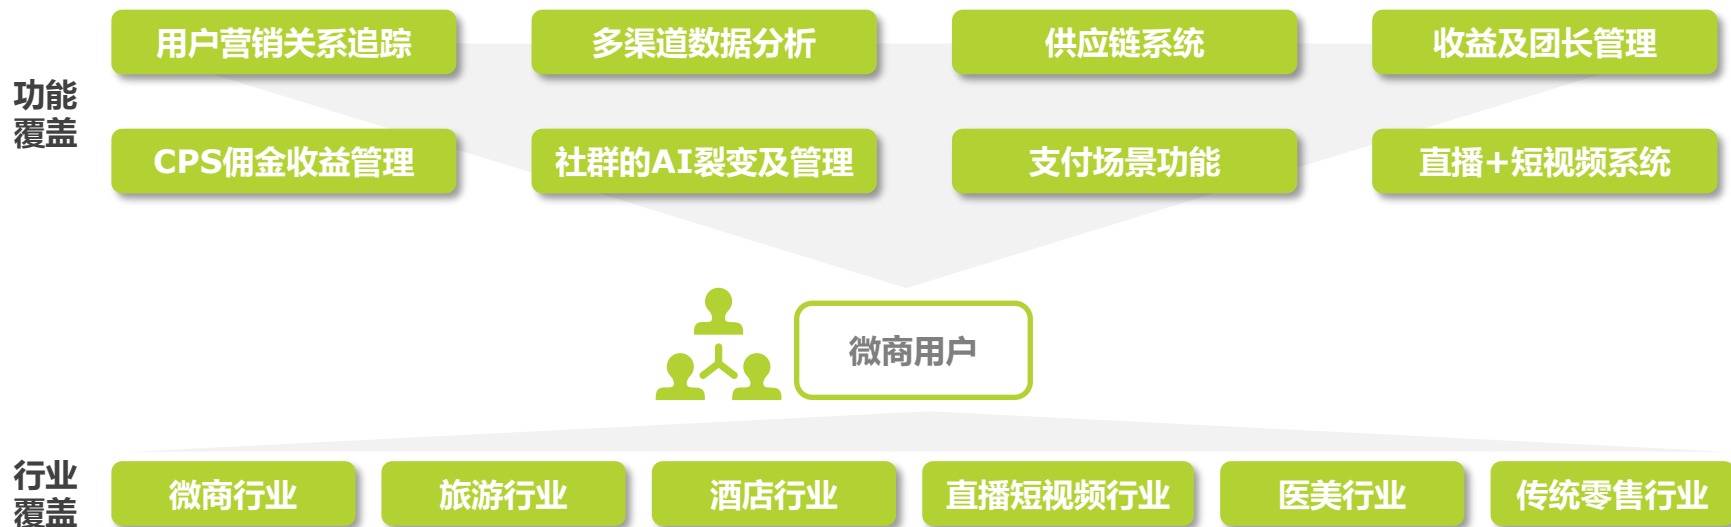 功能
覆盖
用户营销关系追踪
多渠道数据分析
供应链系统
收益及团长管理
CPS佣金收益管理
社群的AI裂变及管理
支付场景功能
直播+短视频系统
微商用户
行业
覆盖
微商行业
旅游行业
酒店行业
直播短视频行业
医美行业
传统零售行业